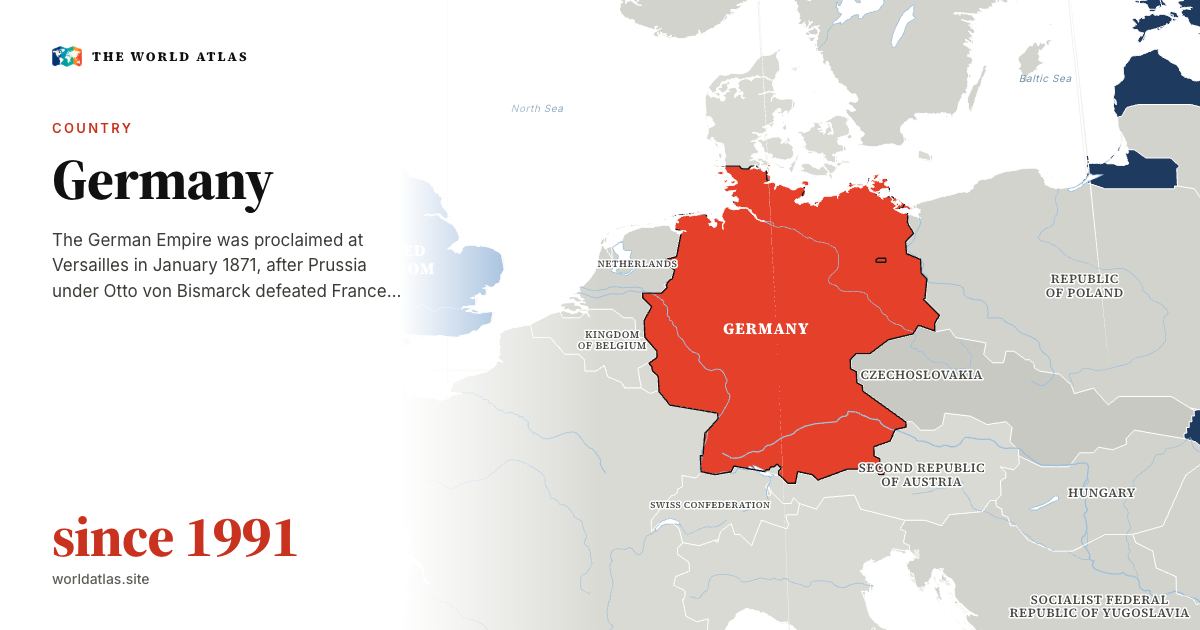 THE WORLD ATLAS
COUNTRY
Germany
The German Empire was proclaimed at
Versailles in January 1871, after Prussia
under Otto von Bismarck defeated France...
since 1991
worldatlas.site
North Sea
Baltic Sea
ED
OM
NETHERLANDS
REPUBLIC
OF POLAND
GERMANY
KINGDOM
OF BELGIUM
CZECHOSLOVAKIA
SECOND REPUBLIC
OF AUSTRIA
HUNGARY
SWISS CONFEDERATION
SOCIALIST FEDERAL
REPUBLIC OF YUGOSLAVIA